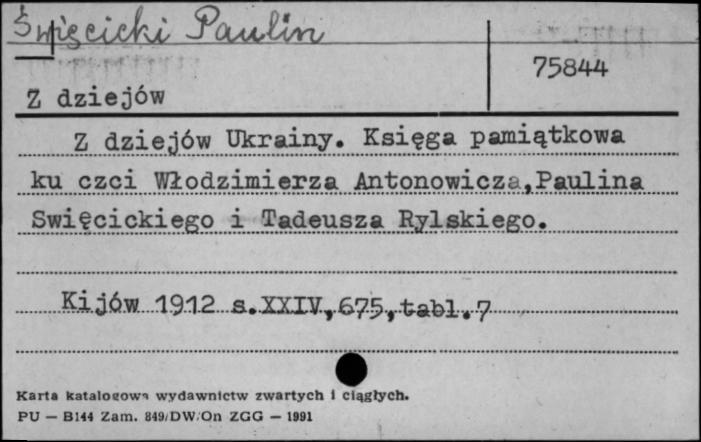 Święcicki Paulin
75844
Z dziejów
Z dziejów Ukrainy. Księga pamiątkowa
ku czci Włodzimierza Antonowicza,Paulina
Swięcickiego i Tadeusza Rylskiego.
Kijów 1912 s.XXIV,675,tabl.7
Karta katalogowa wydawnictw zwartych i ciągłych.
PU — B144 Zam. 849/DW/On ZGG — 1991